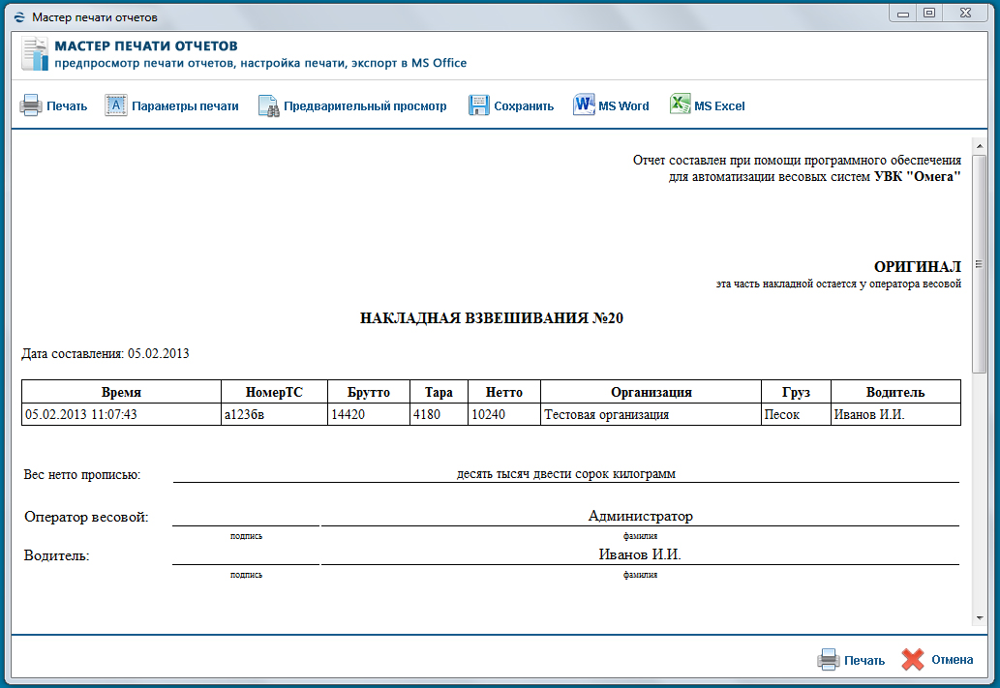 Мастер печати отчетов
МАСТЕР ПЕЧАТИ ОТЧЕТОВ
предпросмотр печати отчетов, настройка печати, экспорт в MS Office
Печать Параметры печати Предварительный просмотр Сохранить MS Word MS Excel
Отчет составлен при помощи программного обеспечения
для автоматизации весовых систем УВК "Омега"
ОРИГИНАЛ
эта часть накладной остается у оператора весовой
НАКЛАДНАЯ ВЗВЕШИВАНИЯ №20
Дата составления: 05.02.2013
Время НомерТС Брутто Тара Нетто Организация Груз Водитель
05.02.2013 11:07:43 а123бв 14420 4180 10240 Тестовая организация Песок Иванов И.И.
Вес нетто прописью: десять тысяч двести сорок килограмм
Оператор весовой: Администратор
подпись фамилия
Водитель: Иванов И.И.
подпись фамилия
Печать Отмена